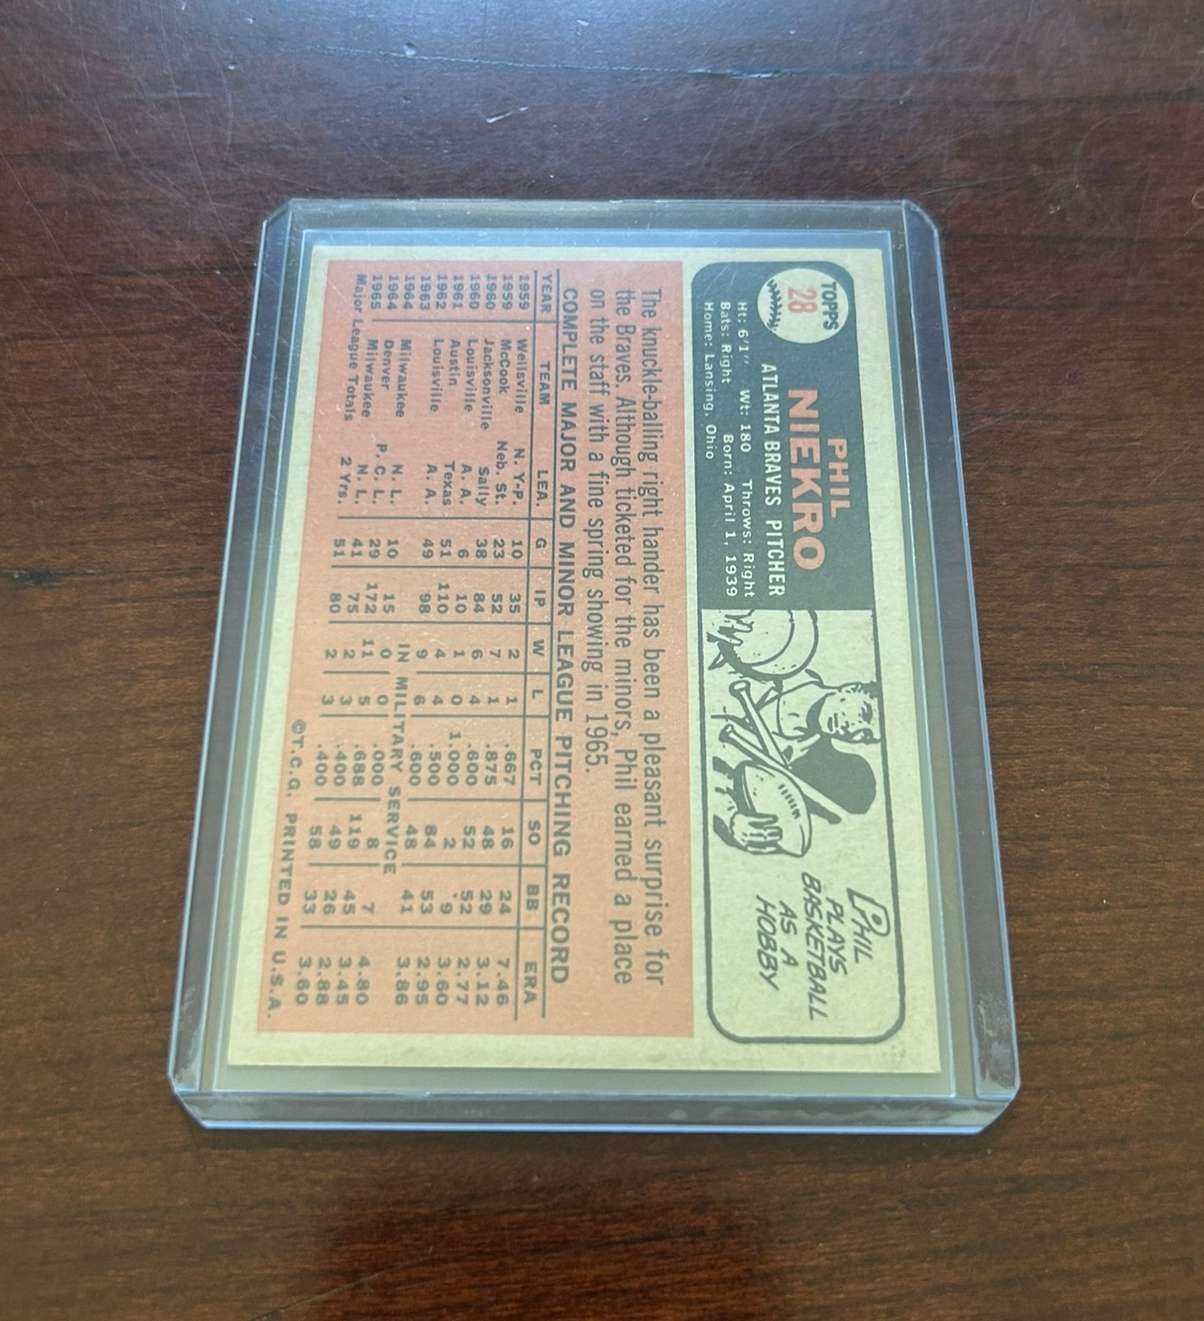 TOPPS
28
PHIL
NIEKRO
ATLANTA BRAVES PITCHER
Ht: 6'1" Wt: 180 Throws: Right
Bats: Right Born: April 1, 1939
Home: Lansing, Ohio
PHIL
PLAYS
BASKETBALL
AS A
HOBBY
The knuckle-balling right hander has been a pleasant surprise for
the Braves. Although ticketed for the minors, Phil earned a place
on the staff with a fine spring showing in 1965.
COMPLETE MAJOR AND MINOR LEAGUE PITCHING RECORD
YEAR TEAM LEA. G IP W L PCT SO BB ERA
1959 Wellsville N. Y-P. 10 35 2 1 .667 16 24 7.46
1959 McCook Neb. St. 23 52 7 1 .875 48 29 3.12
1960 Jacksonville Sally 38 84 6 4 .600 52 52 2.77
1960 Louisville A. A. 6 10 1 0 1.000 2 9 3.60
1961 Austin Texas 51 110 4 4 .500 84 53 2.95
1962 Louisville A. A. 49 98 9 6 .600 48 41 3.86
1963 IN MILITARY SERVICE
1964 Milwaukee N. L. 10 15 0 0 .000 8 7 4.80
1964 Denver P. C. L. 29 172 11 5 .688 119 45 3.45
1965 Milwaukee N. L. 41 75 2 3 .400 49 26 2.88
Major League Totals 2 Yrs. 51 80 2 3 .400 58 33 3.60
©T.C.G. PRINTED IN U.S.A.